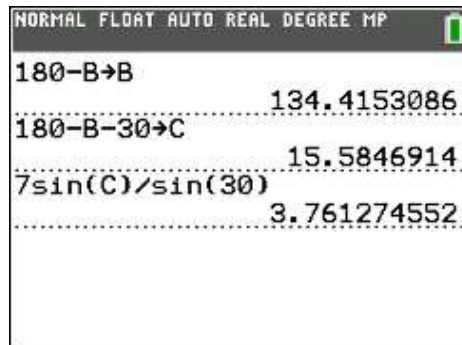 NORMAL FLOAT AUTO REAL DEGREE MP
180-B→B
134.4153086
180-B-30→C
15.5846914
7sin(C)/sin(30)
3.761274552